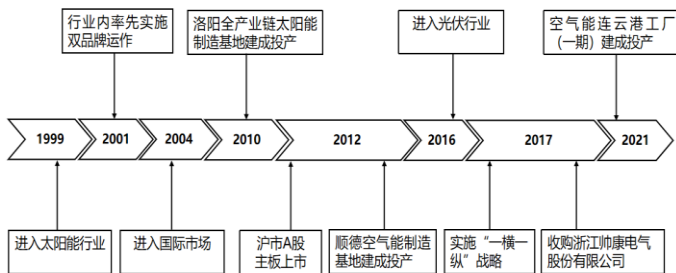 行业内率先实施
双品牌运作
洛阳全产业链太阳能
制造基地建成投产
进入光伏行业
空气能连云港工厂
(一期) 建成投产
1999
2001
2004
2010
2012
2016
2017
2021
进入太阳能行业
进入国际市场
沪市A股
主板上市
顺德空气能制造
基地建成投产
实施“一横一
纵”战略
收购浙江帅康电气
股份有限公司